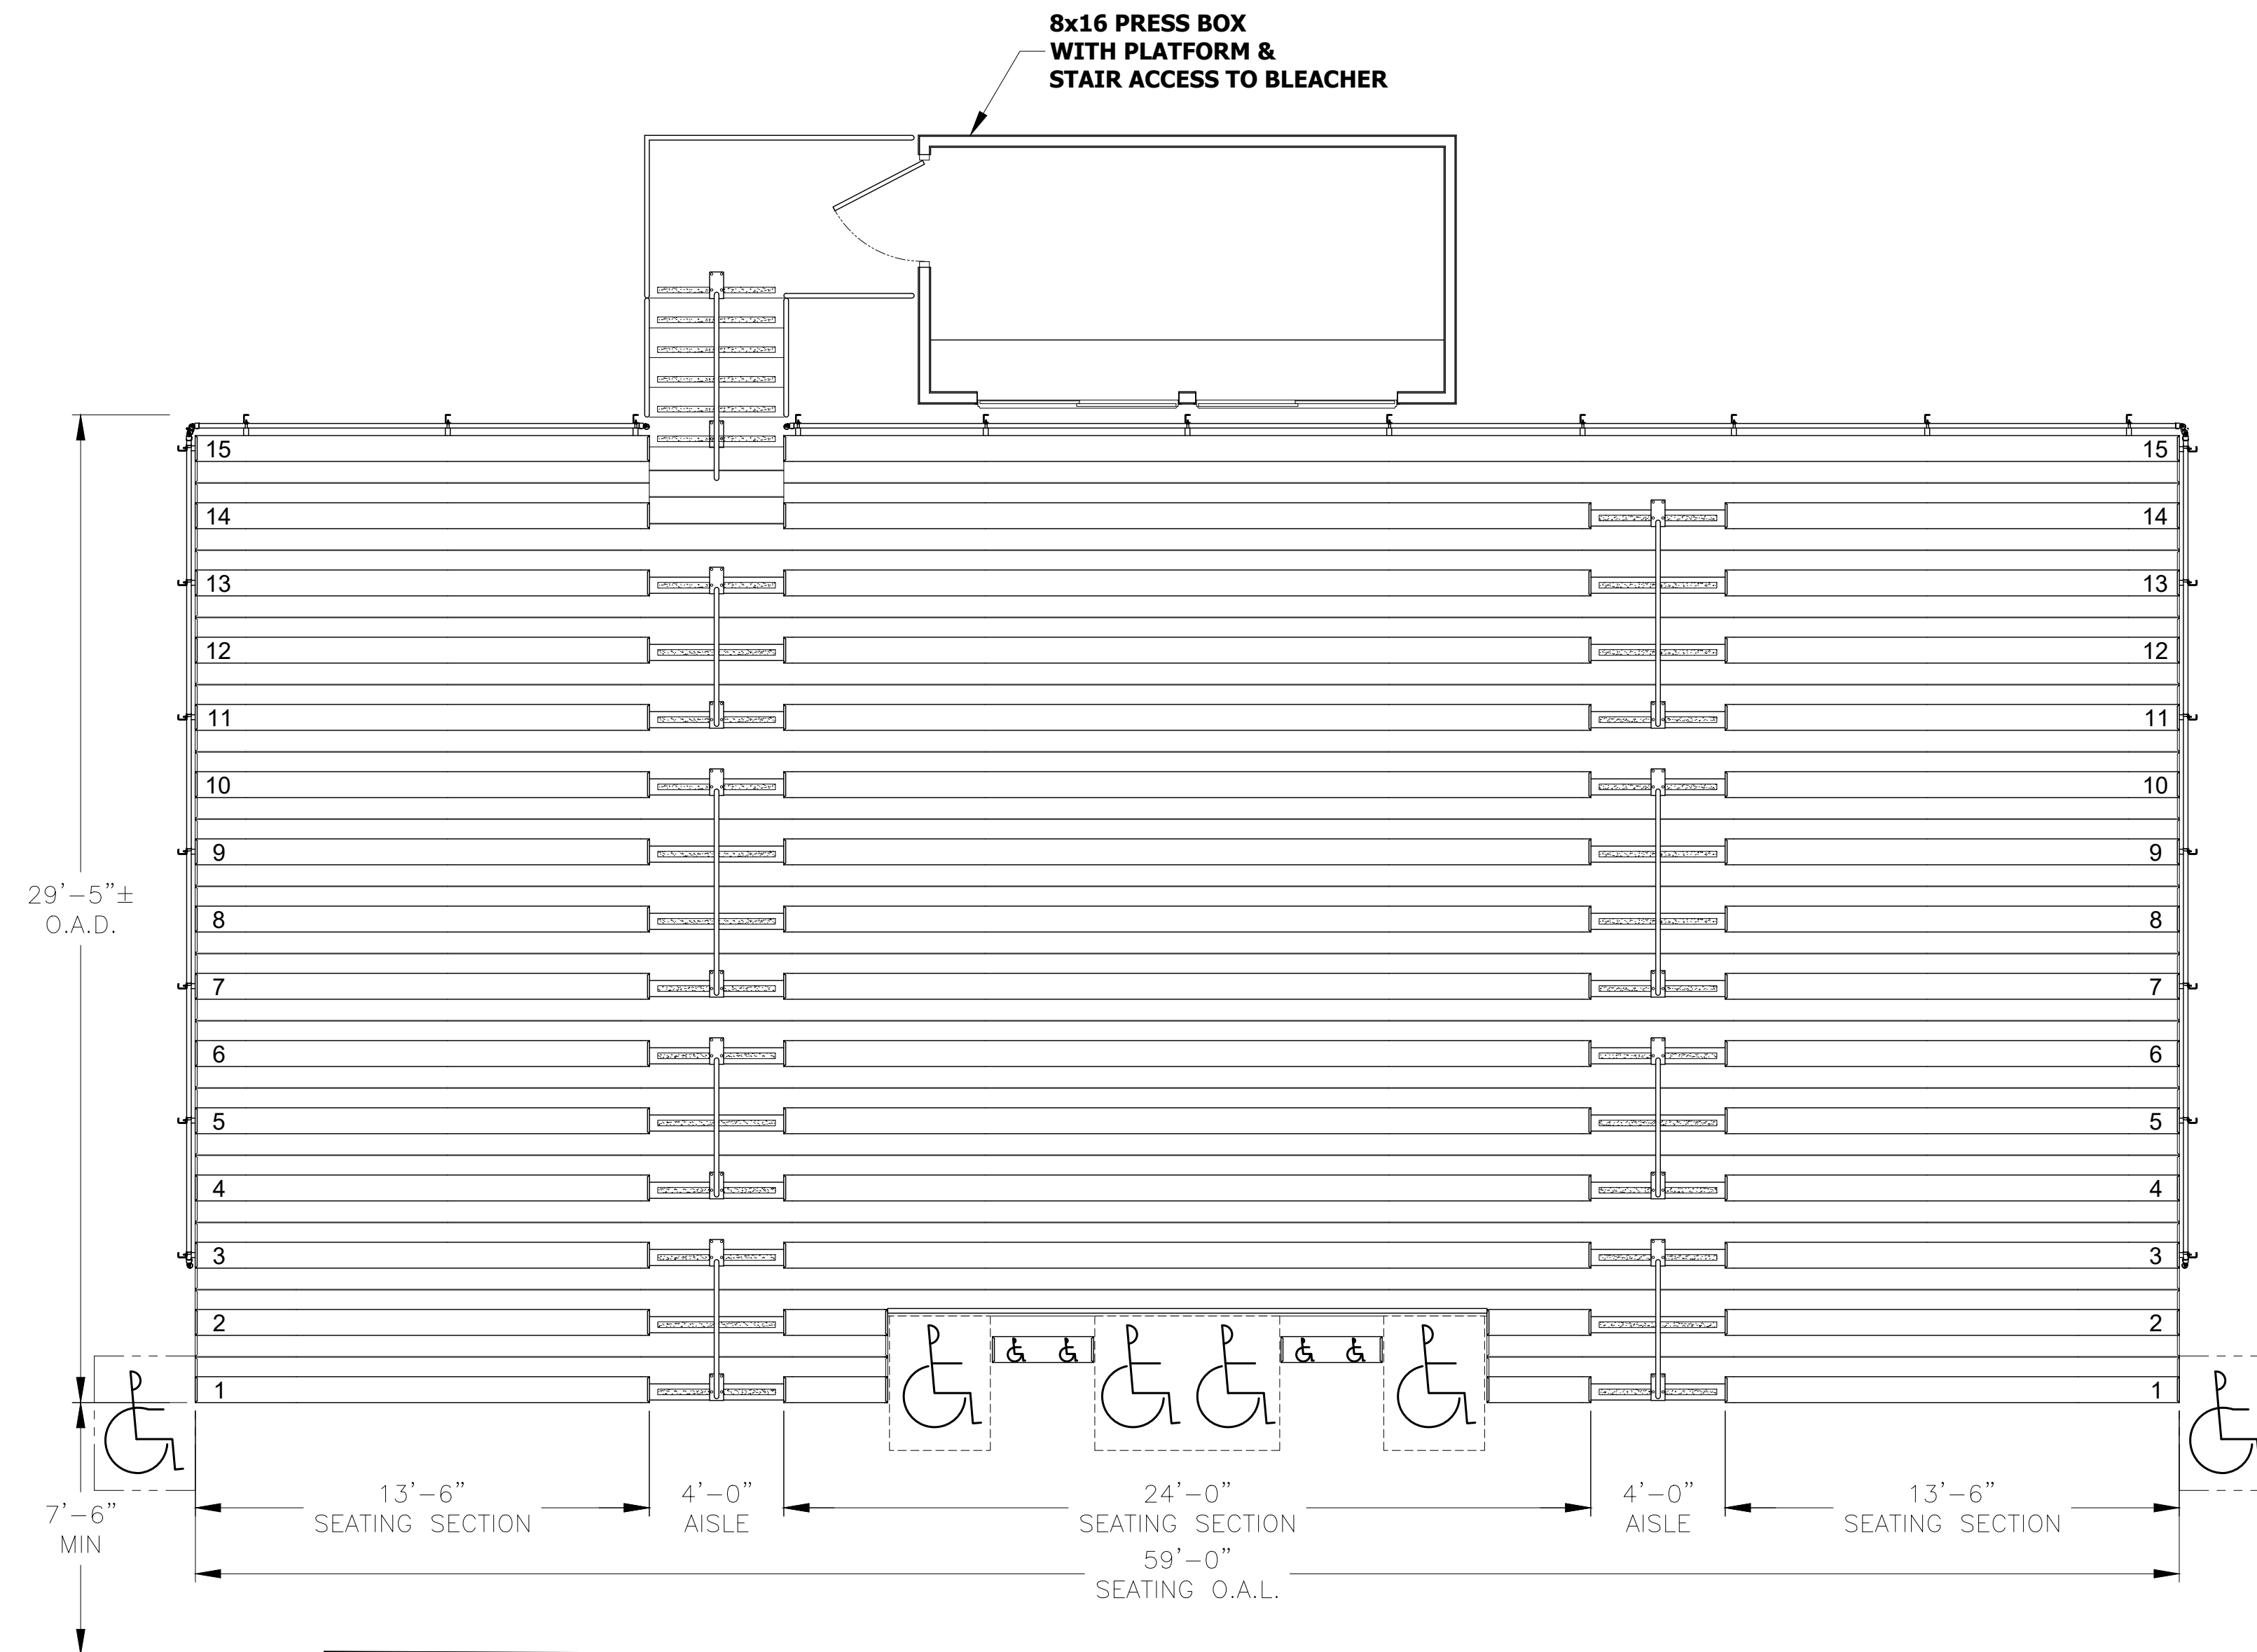 8x16 PRESS BOX
WITH PLATFORM &
STAIR ACCESS TO BLEACHER
15 15
14 14
13 13
12 12
11 11
10 10
9 9
29'-5"±
O.A.D.
8 8
7 7
6 6
5 5
4 4
3 3
2 2
1 1
7'-6"
MIN
13'-6"
SEATING SECTION
4'-0"
AISLE
24'-0"
SEATING SECTION
4'-0"
AISLE
13'-6"
SEATING SECTION
59'-0"
SEATING O.A.L.